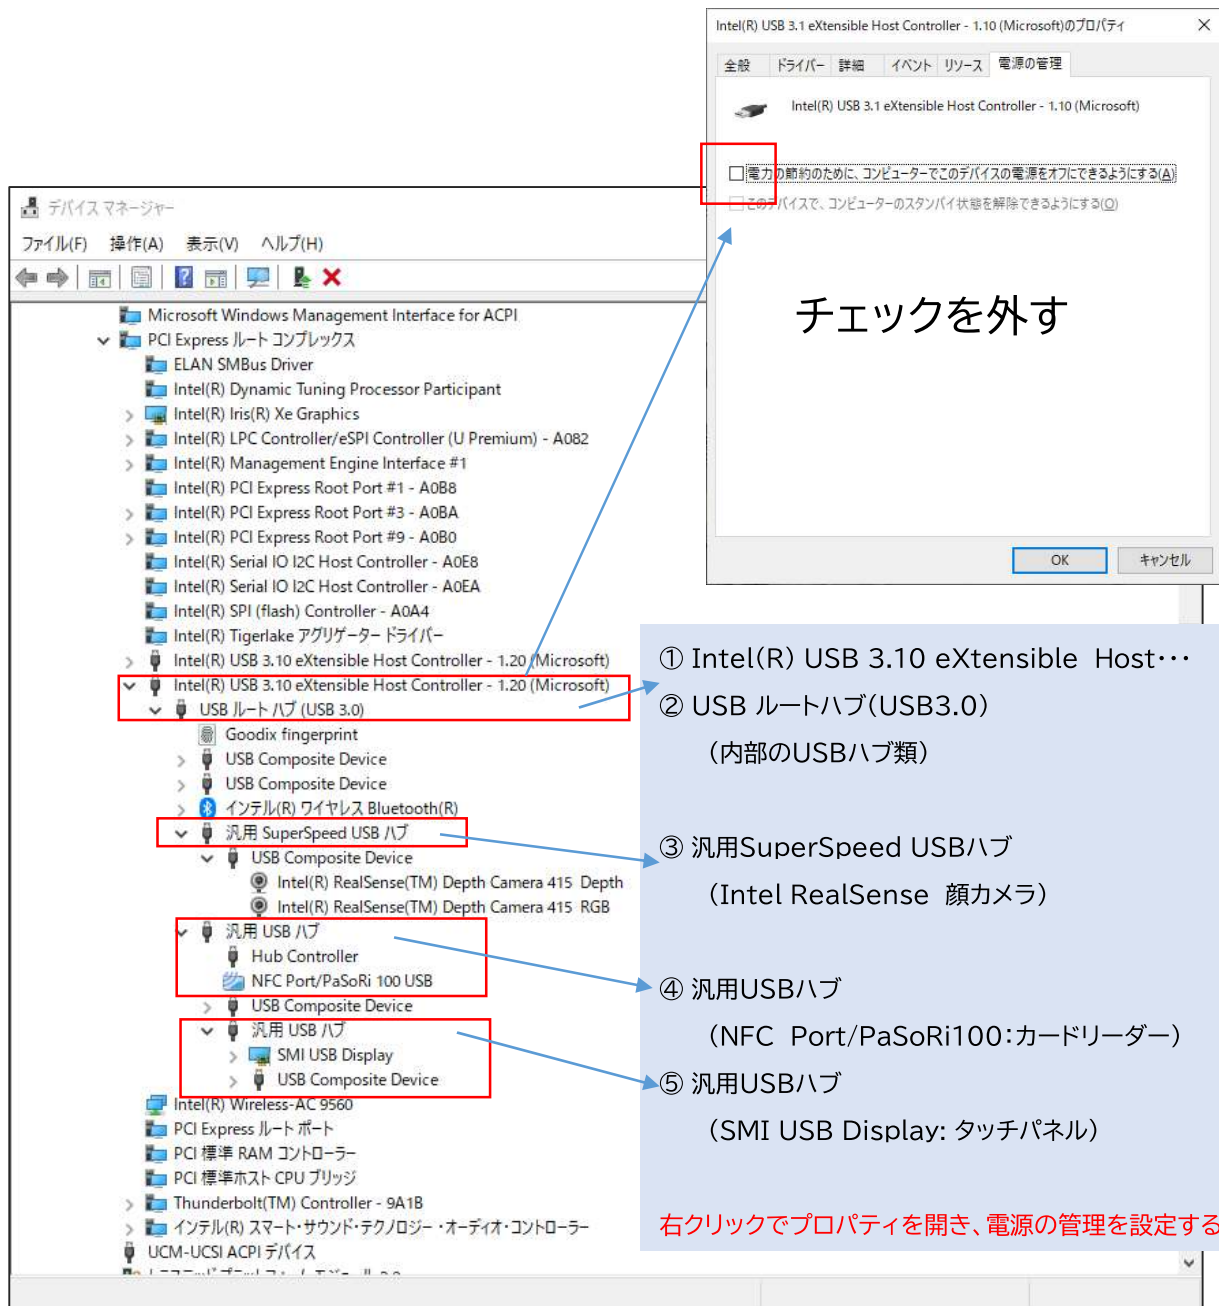 Intel(R) USB 3.1 eXtensible Host Controller - 1.10 (Microsoft)のプロパティ
全般 ドライバー 詳細 イベント リソース 電源の管理
Intel(R) USB 3.1 eXtensible Host Controller - 1.10 (Microsoft)
電力の節約のために、コンピューターでこのデバイスの電源をオフにできるようにする(A)
このデバイスで、コンピューターのスタンバイ状態を解除できるようにする(O)
チェックを外す
OK キャンセル
デバイス マネージャー
ファイル(F) 操作(A) 表示(V) ヘルプ(H)
Microsoft Windows Management Interface for ACPI
PCI Express ルート コンプレックス
ELAN SMBus Driver
Intel(R) Dynamic Tuning Processor Participant
Intel(R) Iris(R) Xe Graphics
Intel(R) LPC Controller/eSPI Controller (U Premium) - A082
Intel(R) Management Engine Interface #1
Intel(R) PCI Express Root Port #1 - A0B8
Intel(R) PCI Express Root Port #3 - A0BA
Intel(R) PCI Express Root Port #9 - A0B0
Intel(R) Serial IO I2C Host Controller - A0E8
Intel(R) Serial IO I2C Host Controller - A0EA
Intel(R) SPI (flash) Controller - A0A4
Intel(R) Tigerlake アグリゲーター ドライバー
Intel(R) USB 3.10 eXtensible Host Controller - 1.20 (Microsoft)
Intel(R) USB 3.10 eXtensible Host Controller - 1.20 (Microsoft)
USB ルート ハブ (USB 3.0)
Goodix fingerprint
USB Composite Device
USB Composite Device
インテル(R) ワイヤレス Bluetooth(R)
汎用 SuperSpeed USB ハブ
USB Composite Device
Intel(R) RealSense(TM) Depth Camera 415 Depth
Intel(R) RealSense(TM) Depth Camera 415 RGB
汎用 USB ハブ
Hub Controller
NFC Port/PaSoRi 100 USB
USB Composite Device
汎用 USB ハブ
SMI USB Display
USB Composite Device
Intel(R) Wireless-AC 9560
PCI Express ルート ポート
PCI 標準 RAM コントローラー
PCI 標準ホスト CPU ブリッジ
Thunderbolt(TM) Controller - 9A1B
インテル(R) スマート・サウンド・テクノロジー・オーディオ・コントローラー
UCM-UCSI ACPI デバイス
① Intel(R) USB 3.10 eXtensible Host・・・
② USB ルートハブ(USB3.0)
（内部のUSBハブ類）
③ 汎用SuperSpeed USBハブ
（Intel RealSense 顔カメラ）
④ 汎用USBハブ
（NFC Port/PaSoRi100：カードリーダー）
⑤ 汎用USBハブ
（SMI USB Display: タッチパネル）
右クリックでプロパティを開き、電源の管理を設定する